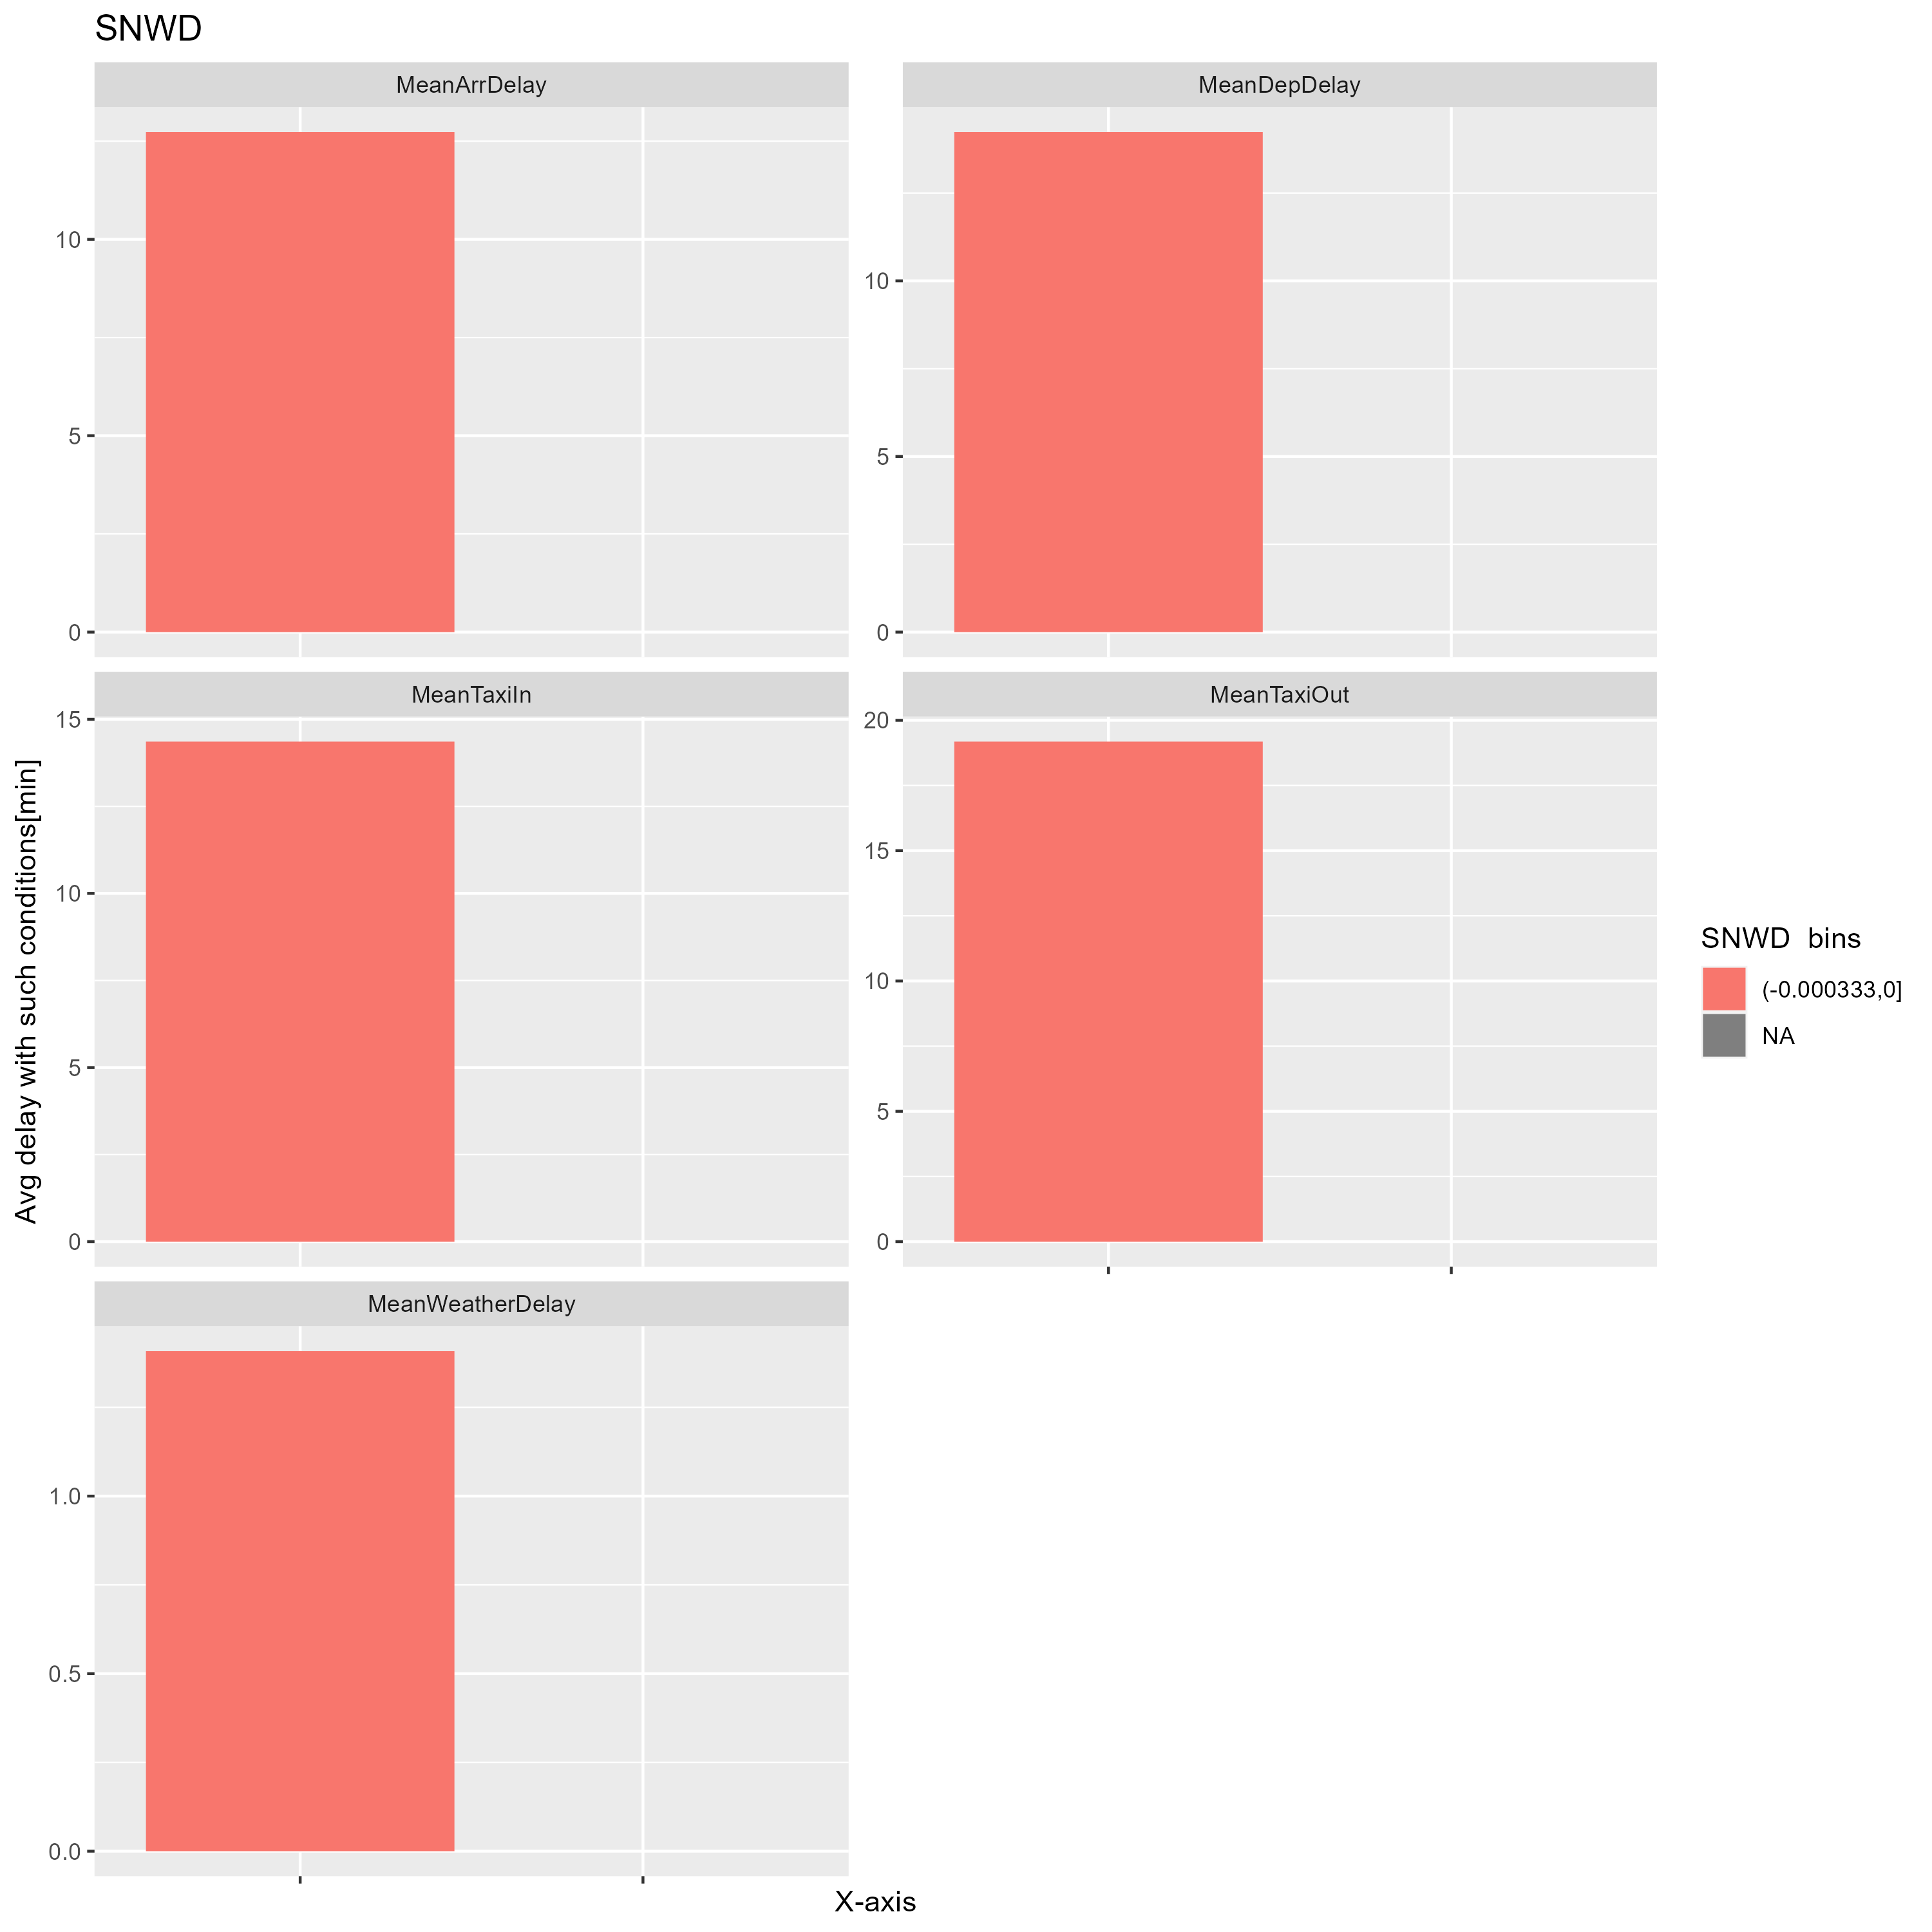 SNWD
MeanArrDelay
MeanDepDelay
10
5
0
10
5
0
MeanTaxiIn
MeanTaxiOut
15
10
5
0
20
15
10
5
0
MeanWeatherDelay
1.0
0.5
0.0
Avg delay with such conditions[min]
X-axis
SNWD  bins
(-0.000333,0]
NA